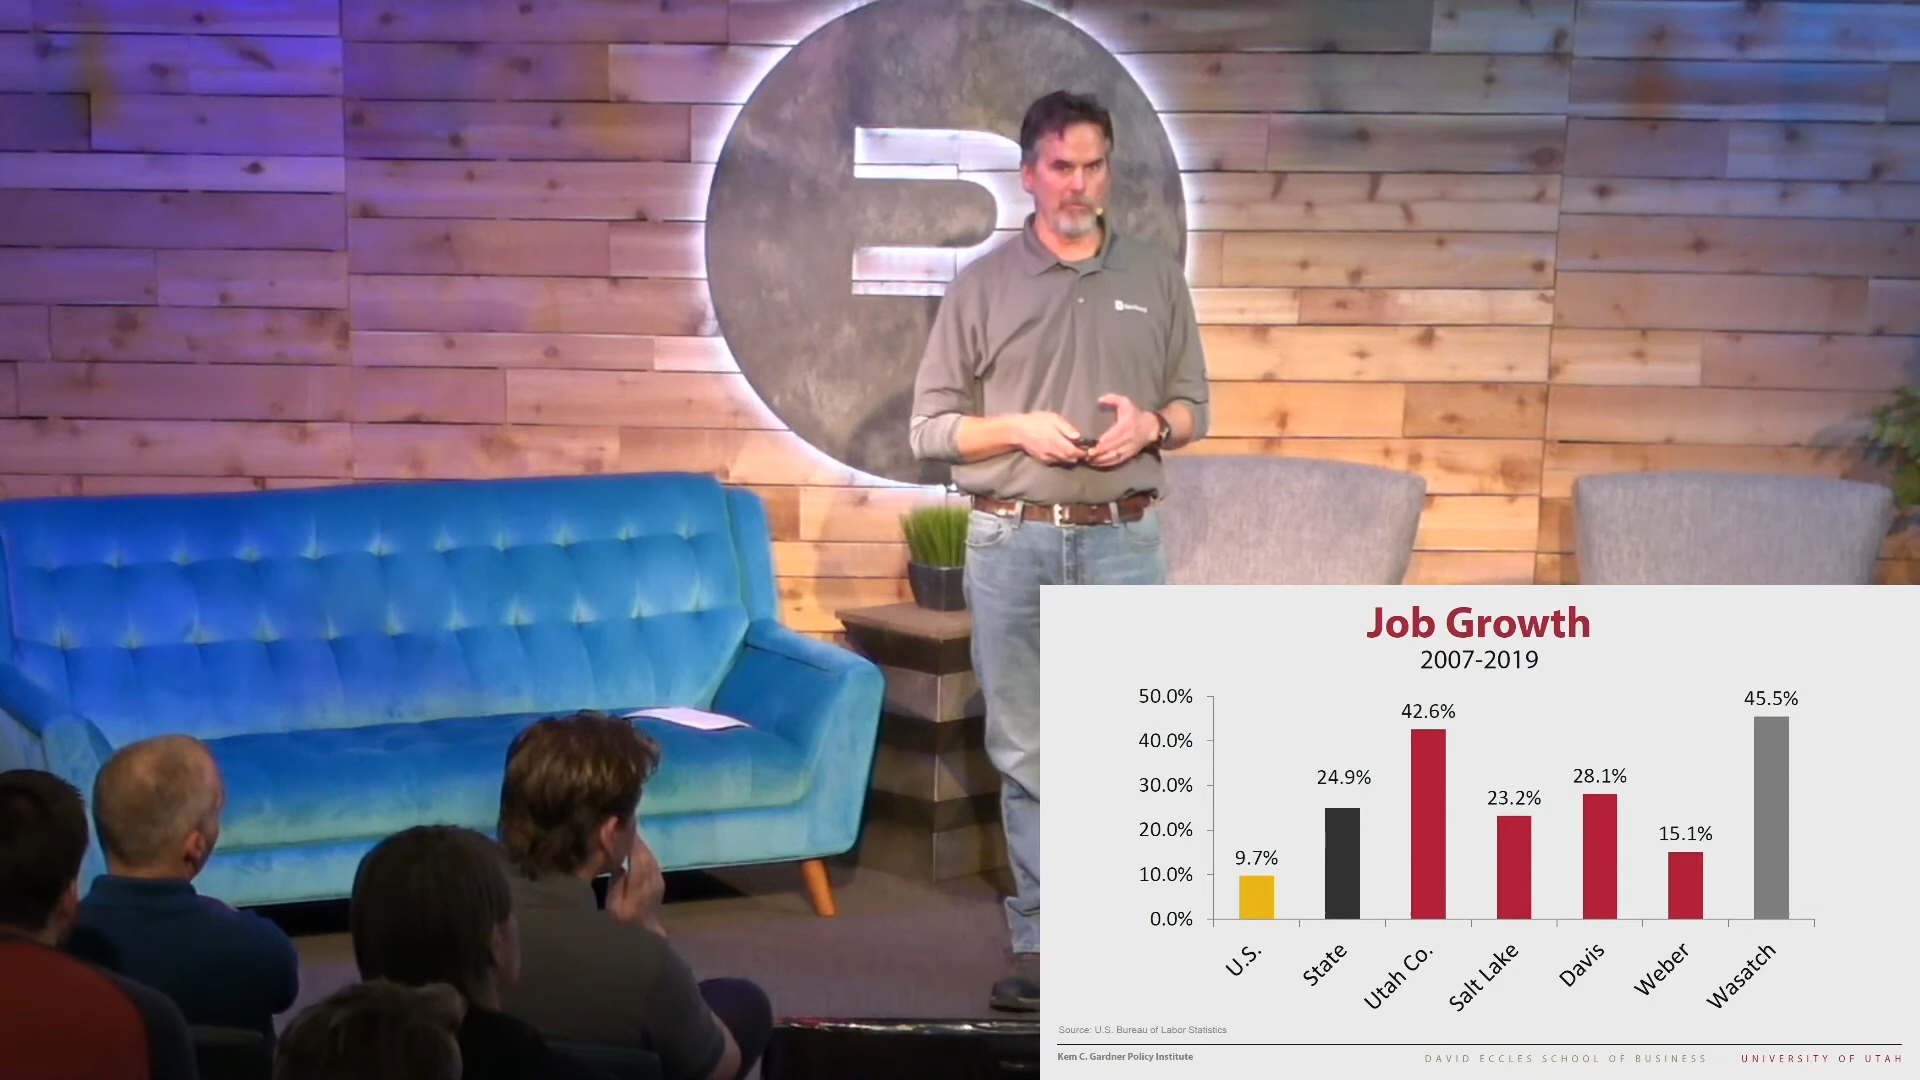 Job Growth
2007-2019
50.0%
40.0%
30.0%
20.0%
10.0%
0.0%
9.7%
24.9%
42.6%
23.2%
28.1%
15.1%
45.5%
U.S.
State
Utah Co.
Salt Lake
Davis
Weber
Wasatch
Source: U.S. Bureau of Labor Statistics
Kem C. Gardner Policy Institute
DAVID ECCLES SCHOOL OF BUSINESS UNIVERSITY OF UTAH